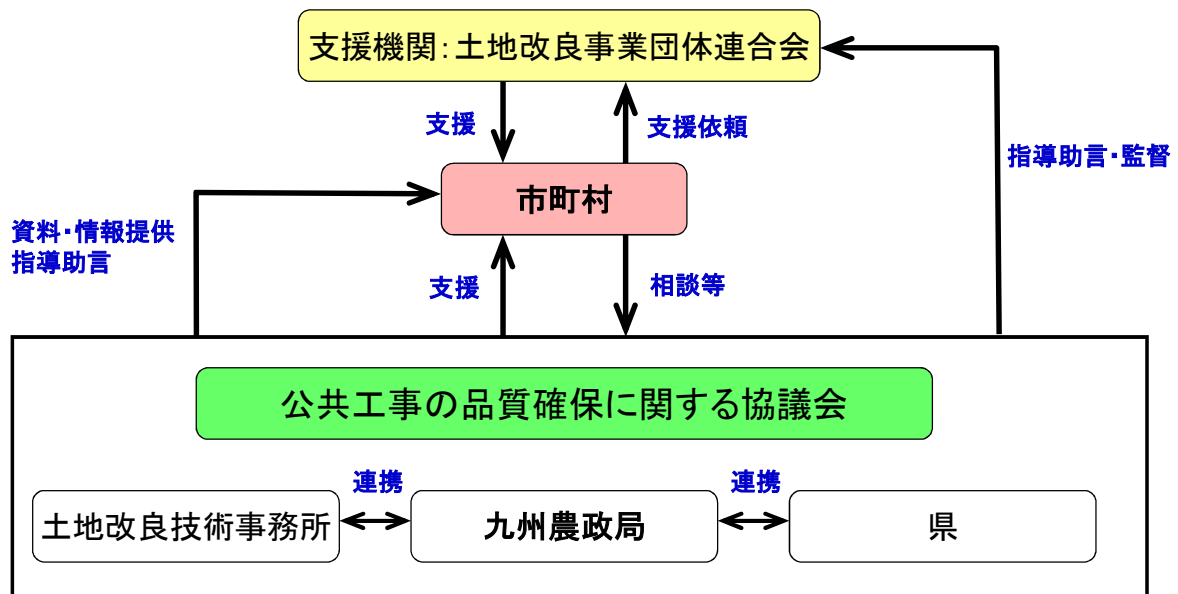 支援機関：土地改良事業団体連合会
支援
支援依頼
指導助言・監督
市町村
資料・情報提供
指導助言
支援
相談等
公共工事の品質確保に関する協議会
連携
連携
土地改良技術事務所
九州農政局
県